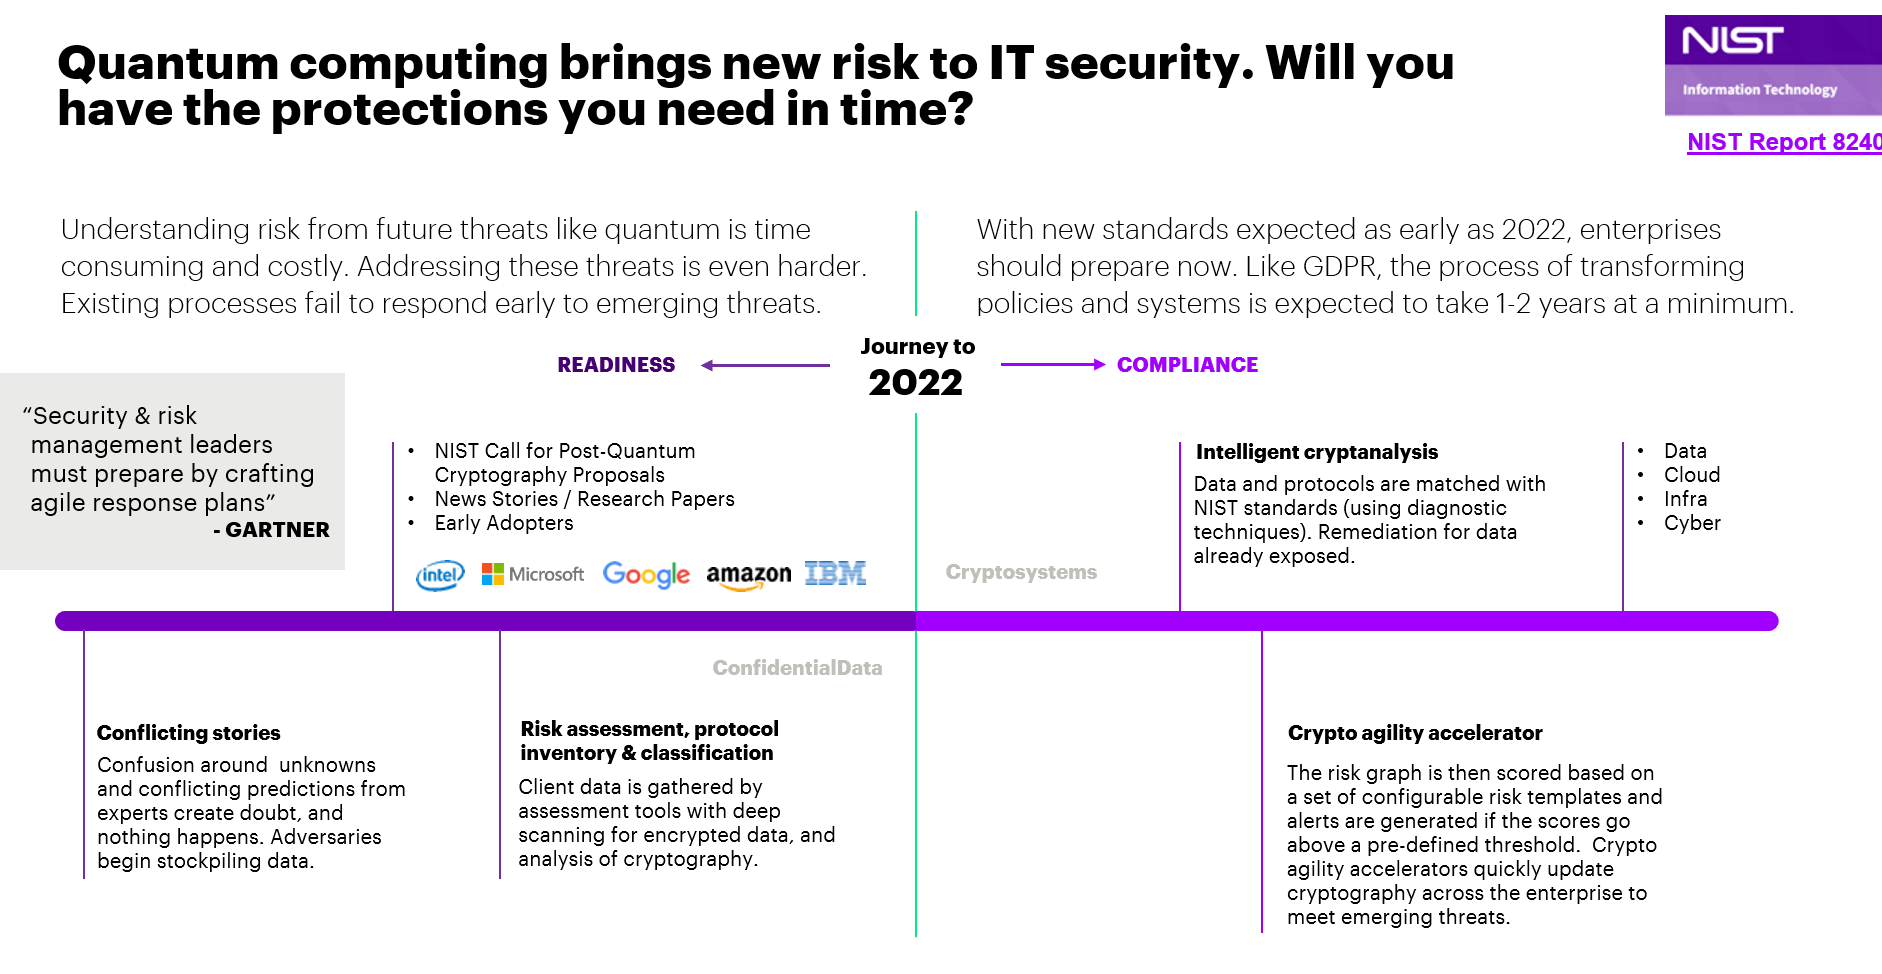 Quantum computing brings new risk to IT security. Will you
have the protections you need in time?
NIST
Information Technology
NIST Report 8240
Understanding risk from future threats like quantum is time
consuming and costly. Addressing these threats is even harder.
Existing processes fail to respond early to emerging threats.
With new standards expected as early as 2022, enterprises
should prepare now. Like GDPR, the process of transforming
policies and systems is expected to take 1-2 years at a minimum.
READINESS
Journey to
2022
COMPLIANCE
“Security & risk
management leaders
must prepare by crafting
agile response plans”
- GARTNER
• NIST Call for Post-Quantum
Cryptography Proposals
• News Stories / Research Papers
• Early Adopters
intel
Microsoft
Google
amazon
IBM
Cryptosystems
Intelligent cryptanalysis
Data and protocols are matched with
NIST standards (using diagnostic
techniques). Remediation for data
already exposed.
• Data
• Cloud
• Infra
• Cyber
ConfidentialData
Conflicting stories
Confusion around  unknowns
and conflicting predictions from
experts create doubt, and
nothing happens. Adversaries
begin stockpiling data.
Risk assessment, protocol
inventory & classification
Client data is gathered by
assessment tools with deep
scanning for encrypted data, and
analysis of cryptography.
Crypto agility accelerator
The risk graph is then scored based on
a set of configurable risk templates and
alerts are generated if the scores go
above a pre-defined threshold.  Crypto
agility accelerators quickly update
cryptography across the enterprise to
meet emerging threats.